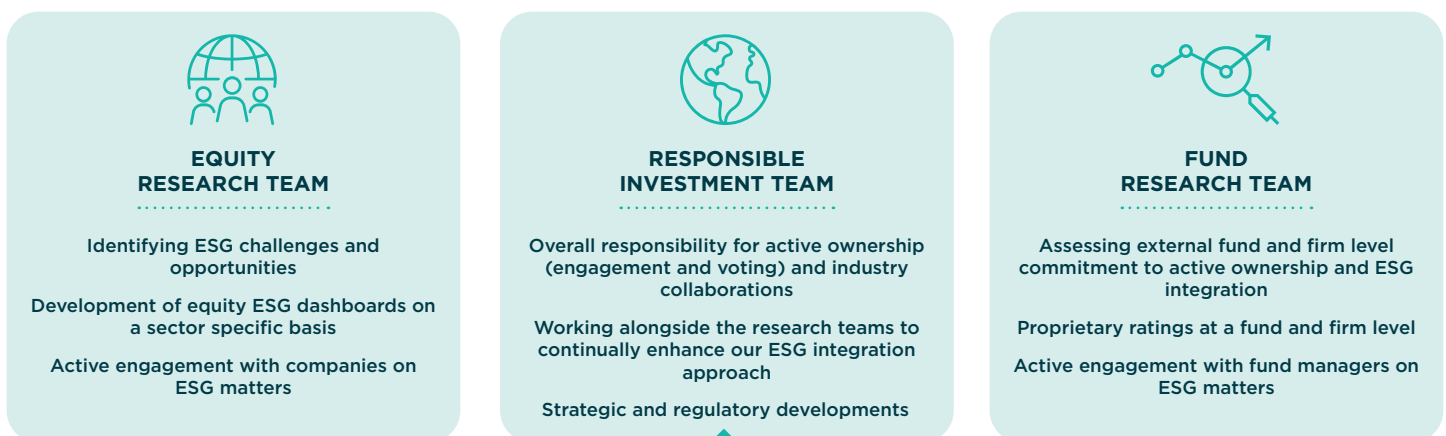 EQUITY
RESEARCH TEAM
Identifying ESG challenges and
opportunities
Development of equity ESG dashboards on
a sector specific basis
Active engagement with companies on
ESG matters
RESPONSIBLE
INVESTMENT TEAM
Overall responsibility for active ownership
(engagement and voting) and industry
collaborations
Working alongside the research teams to
continually enhance our ESG integration
approach
Strategic and regulatory developments
FUND
RESEARCH TEAM
Assessing external fund and firm level
commitment to active ownership and ESG
integration
Proprietary ratings at a fund and firm level
Active engagement with fund managers on
ESG matters